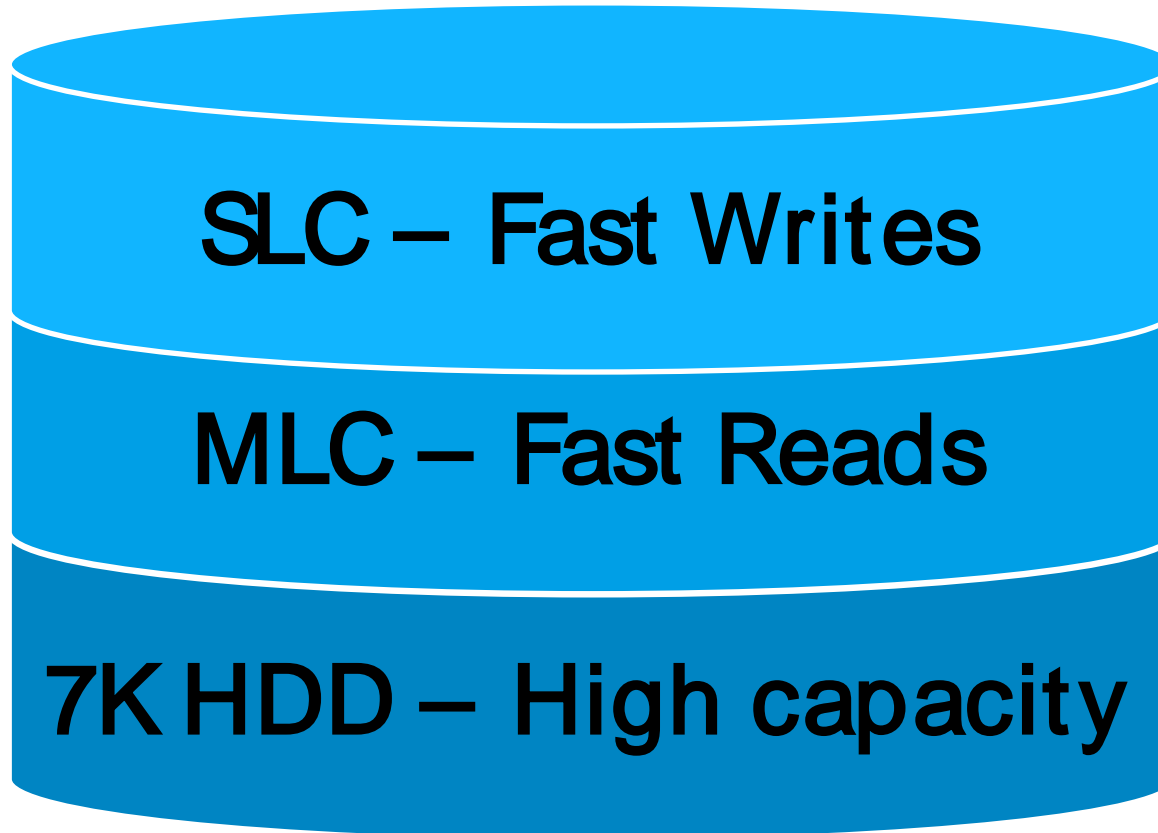 SLC – Fast Writes
MLC – Fast Reads
7K HDD – High capacity